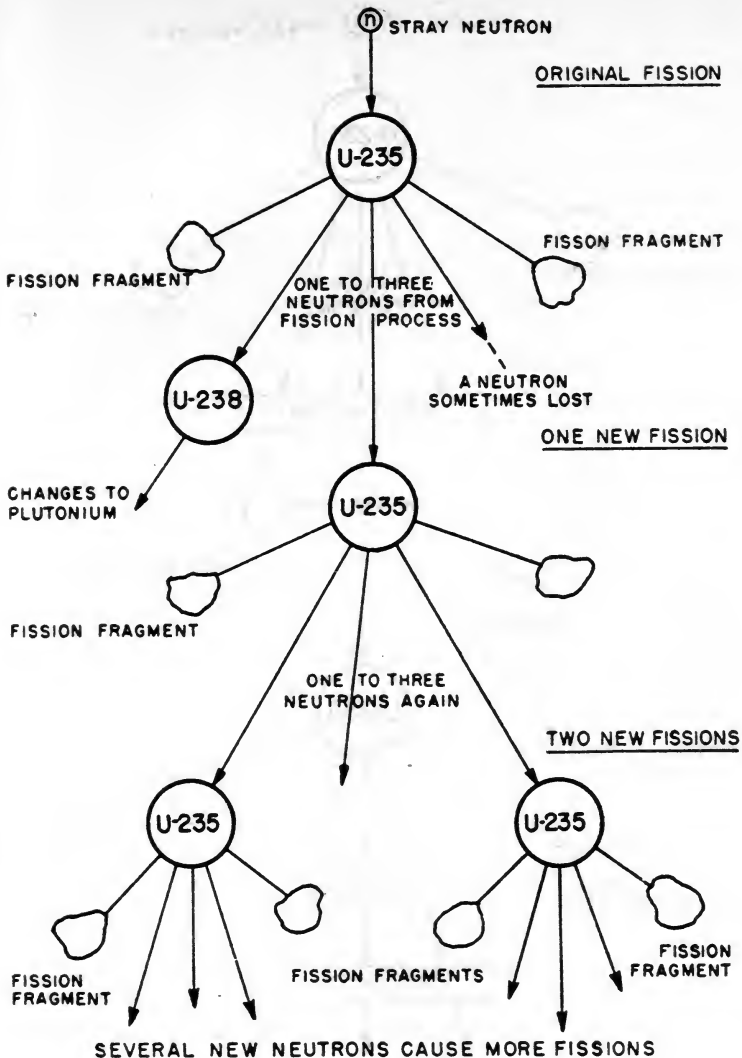 n STRAY NEUTRON
ORIGINAL FISSION
U-235
FISSION FRAGMENT
FISSON FRAGMENT
ONE TO THREE
NEUTRONS FROM
FISSION PROCESS
A NEUTRON
SOMETIMES LOST
U-238
ONE NEW FISSION
CHANGES TO
PLUTONIUM
U-235
FISSION FRAGMENT
ONE TO THREE
NEUTRONS AGAIN
TWO NEW FISSIONS
U-235
U-235
FISSION
FRAGMENT
FISSION FRAGMENTS
FISSION
FRAGMENT
SEVERAL NEW NEUTRONS CAUSE MORE FISSIONS